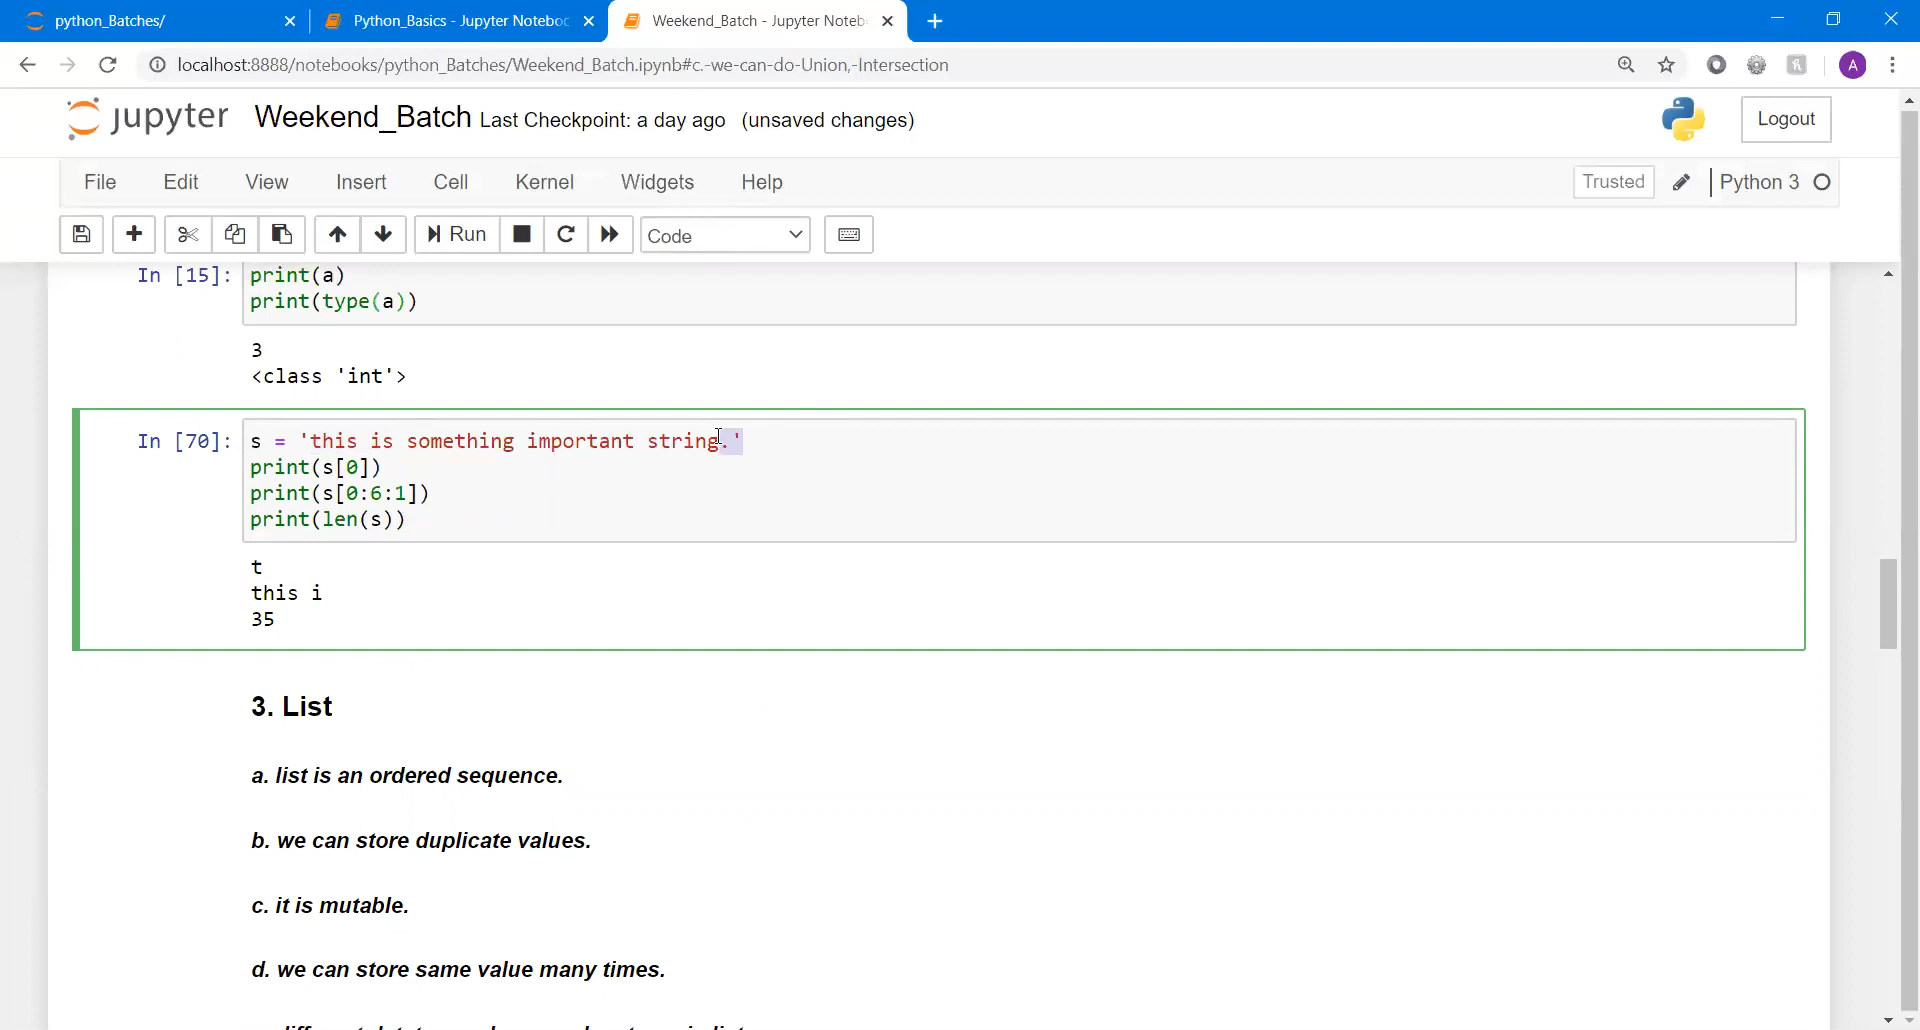 python_Batches/
Python_Basics - Jupyter Noteboo
Weekend_Batch - Jupyter Noteb
localhost:8888/notebooks/python_Batches/Weekend_Batch.ipynb#c.-we-can-do-Union,-Intersection
A
jupyter Weekend_Batch Last Checkpoint: a day ago (unsaved changes)
Logout
File Edit View Insert Cell Kernel Widgets Help
Trusted Python 3
Run Code
In [15]: print(a)
print(type(a))
3
<class 'int'>
In [70]: s = 'this is something important string.'
print(s[0])
print(s[0:6:1])
print(len(s))
t
this i
35
3. List
a. list is an ordered sequence.
b. we can store duplicate values.
c. it is mutable.
d. we can store same value many times.